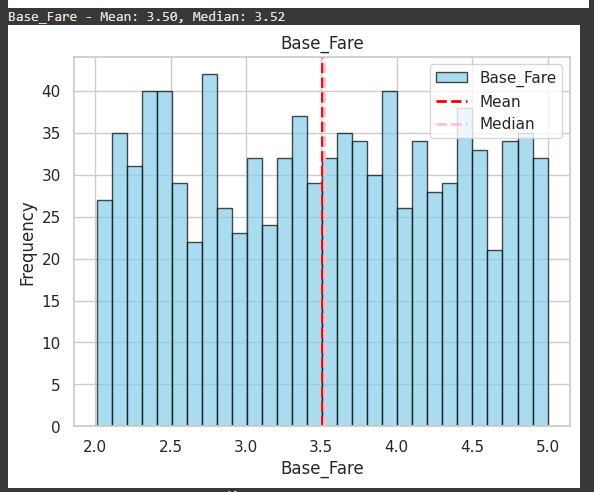 Base_Fare - Mean: 3.50, Median: 3.52
Base_Fare
Base_Fare
Mean
Median
Frequency
40
35
30
25
20
15
10
5
0
2.0 2.5 3.0 3.5 4.0 4.5 5.0
Base_Fare